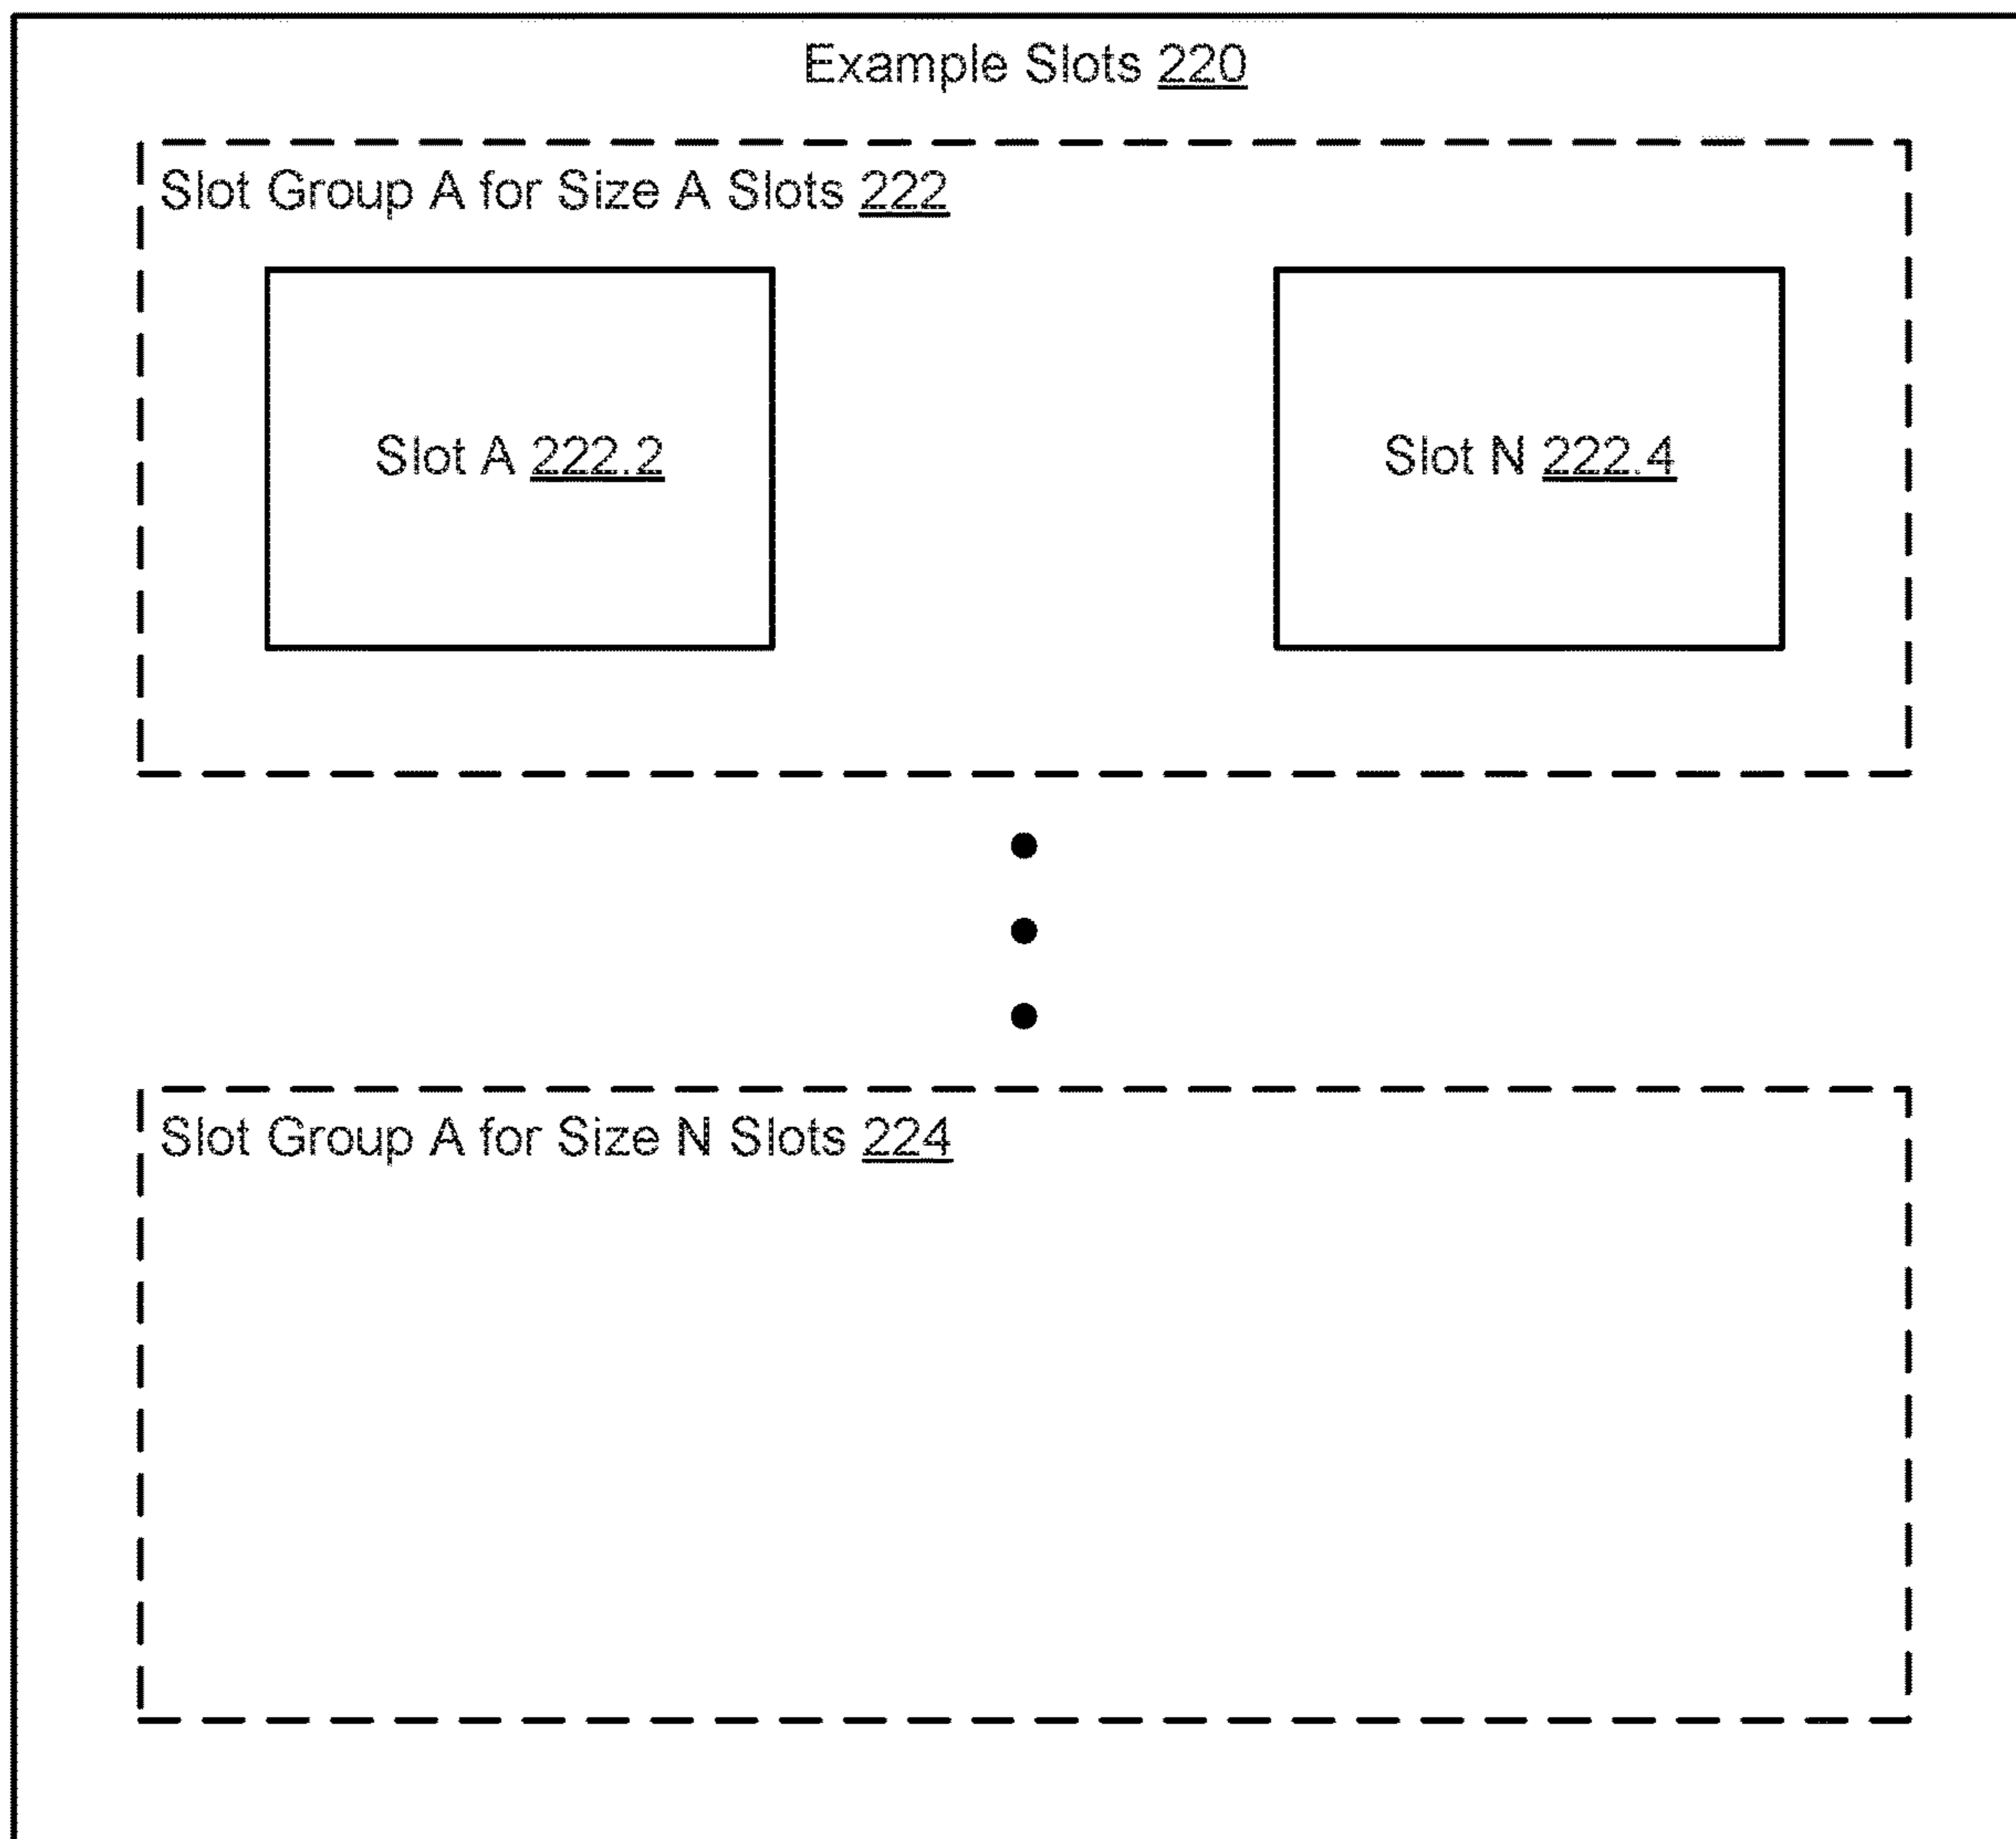 Example Slots 220
Slot Group A for Size A Slots 222
Slot A 222.2
Slot N 222.4
Slot Group A for Size N Slots 224